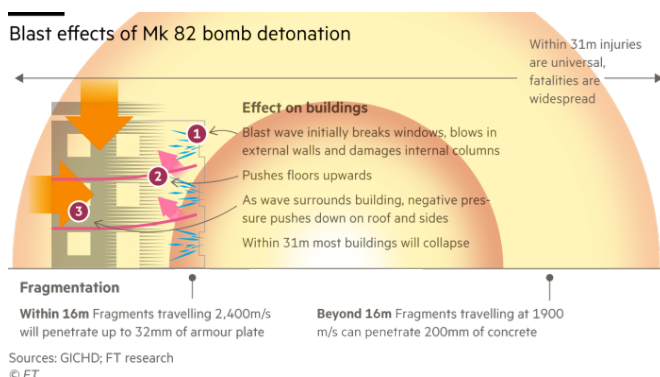 Blast effects of Mk 82 bomb detonation
Within 31m injuries
are universal,
fatalities are
widespread
Effect on buildings
1
Blast wave initially breaks windows, blows in
external walls and damages internal columns
2
Pushes floors upwards
3
As wave surrounds building, negative pres-
sure pushes down on roof and sides
Within 31m most buildings will collapse
Fragmentation
Within 16m Fragments travelling 2,400m/s
will penetrate up to 32mm of armour plate
Beyond 16m Fragments travelling at 1900
m/s can penetrate 200mm of concrete
Sources: GICHD; FT research
© FT